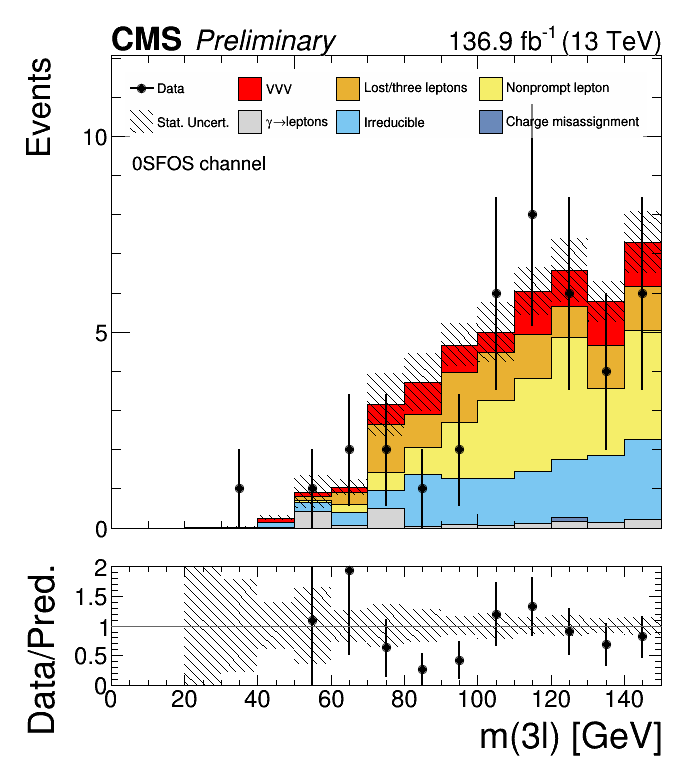 CMS Preliminary 136.9 fb⁻¹ (13 TeV)
Events
Data VVV Lost/three leptons Nonprompt lepton
Stat. Uncert. γ→leptons Irreducible Charge misassignment
0SFOS channel
10
5
0
Data/Pred.
2
1.5
1
0.5
0
0 20 40 60 80 100 120 140
m(3l) [GeV]